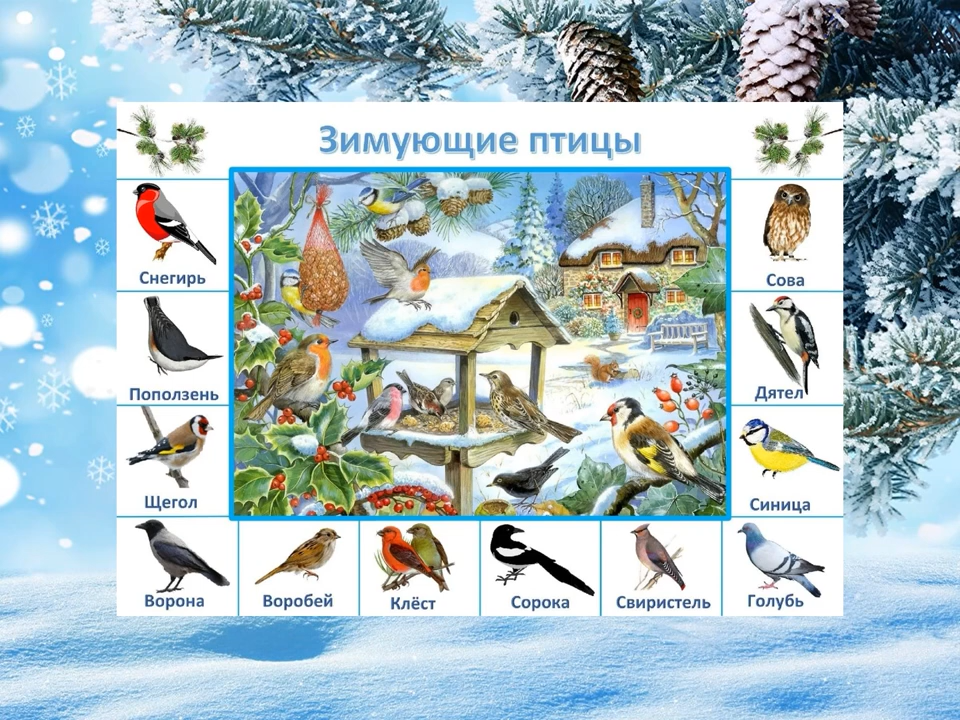 Зимующие птицы
Снегирь
Сова
Поползень
Дятел
Щегол
Синица
Ворона
Воробей
Клёст
Сорока
Свиристель
Голубь